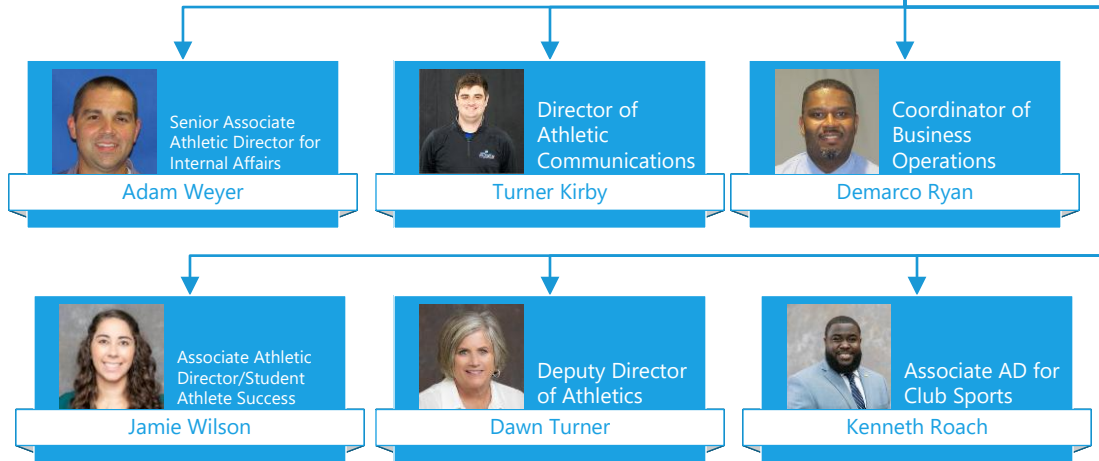 Senior Associate
Athletic Director for
Internal Affairs
Adam Weyer
Director of
Athletic
Communications
Turner Kirby
Coordinator of
Business
Operations
Demarco Ryan
Associate Athletic
Director/Student
Athlete Success
Jamie Wilson
Deputy Director
of Athletics
Dawn Turner
Associate AD for
Club Sports
Kenneth Roach